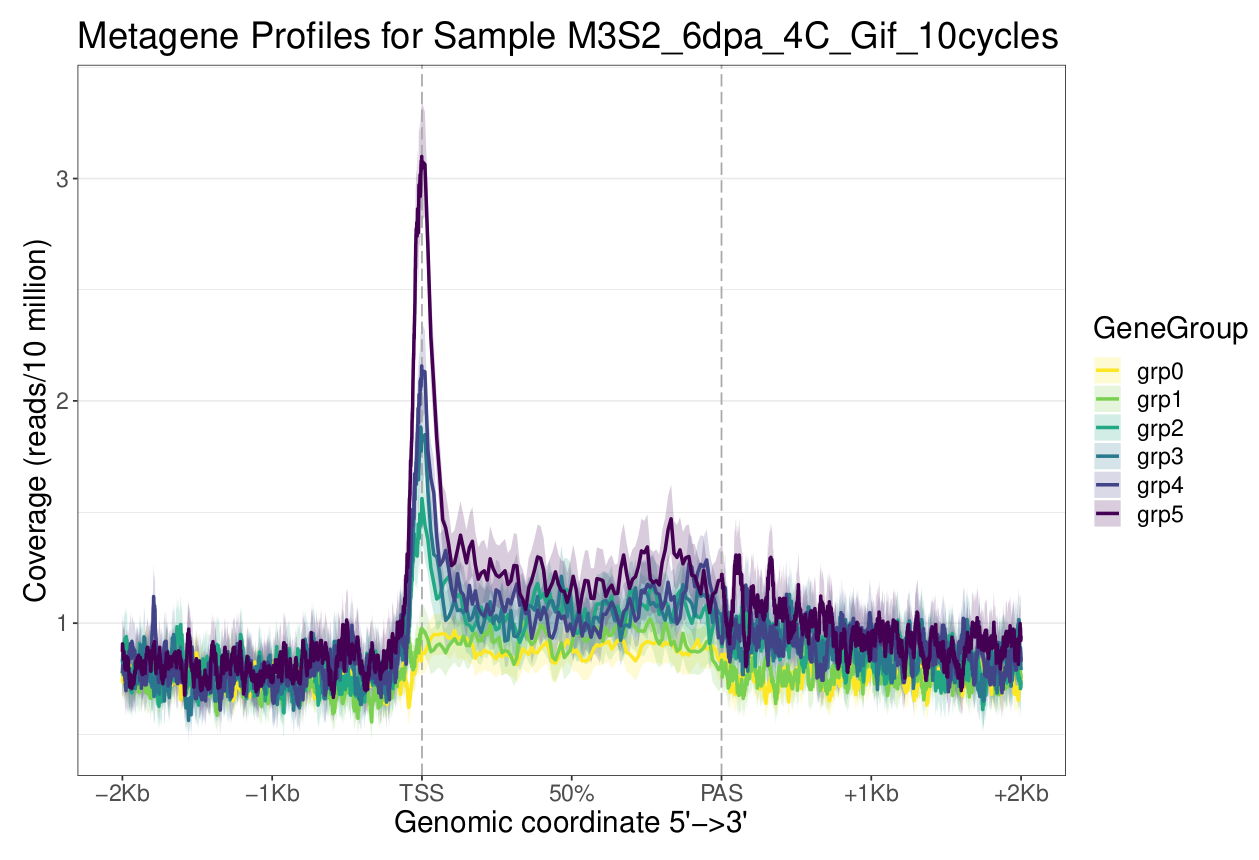 Metagene Profiles for Sample M3S2_6dpa_4C_Gif_10cycles
Coverage (reads/10 million)
3
2
1
−2Kb
−1Kb
TSS
50%
PAS
+1Kb
+2Kb
Genomic coordinate 5'−>3'
GeneGroup
grp0
grp1
grp2
grp3
grp4
grp5